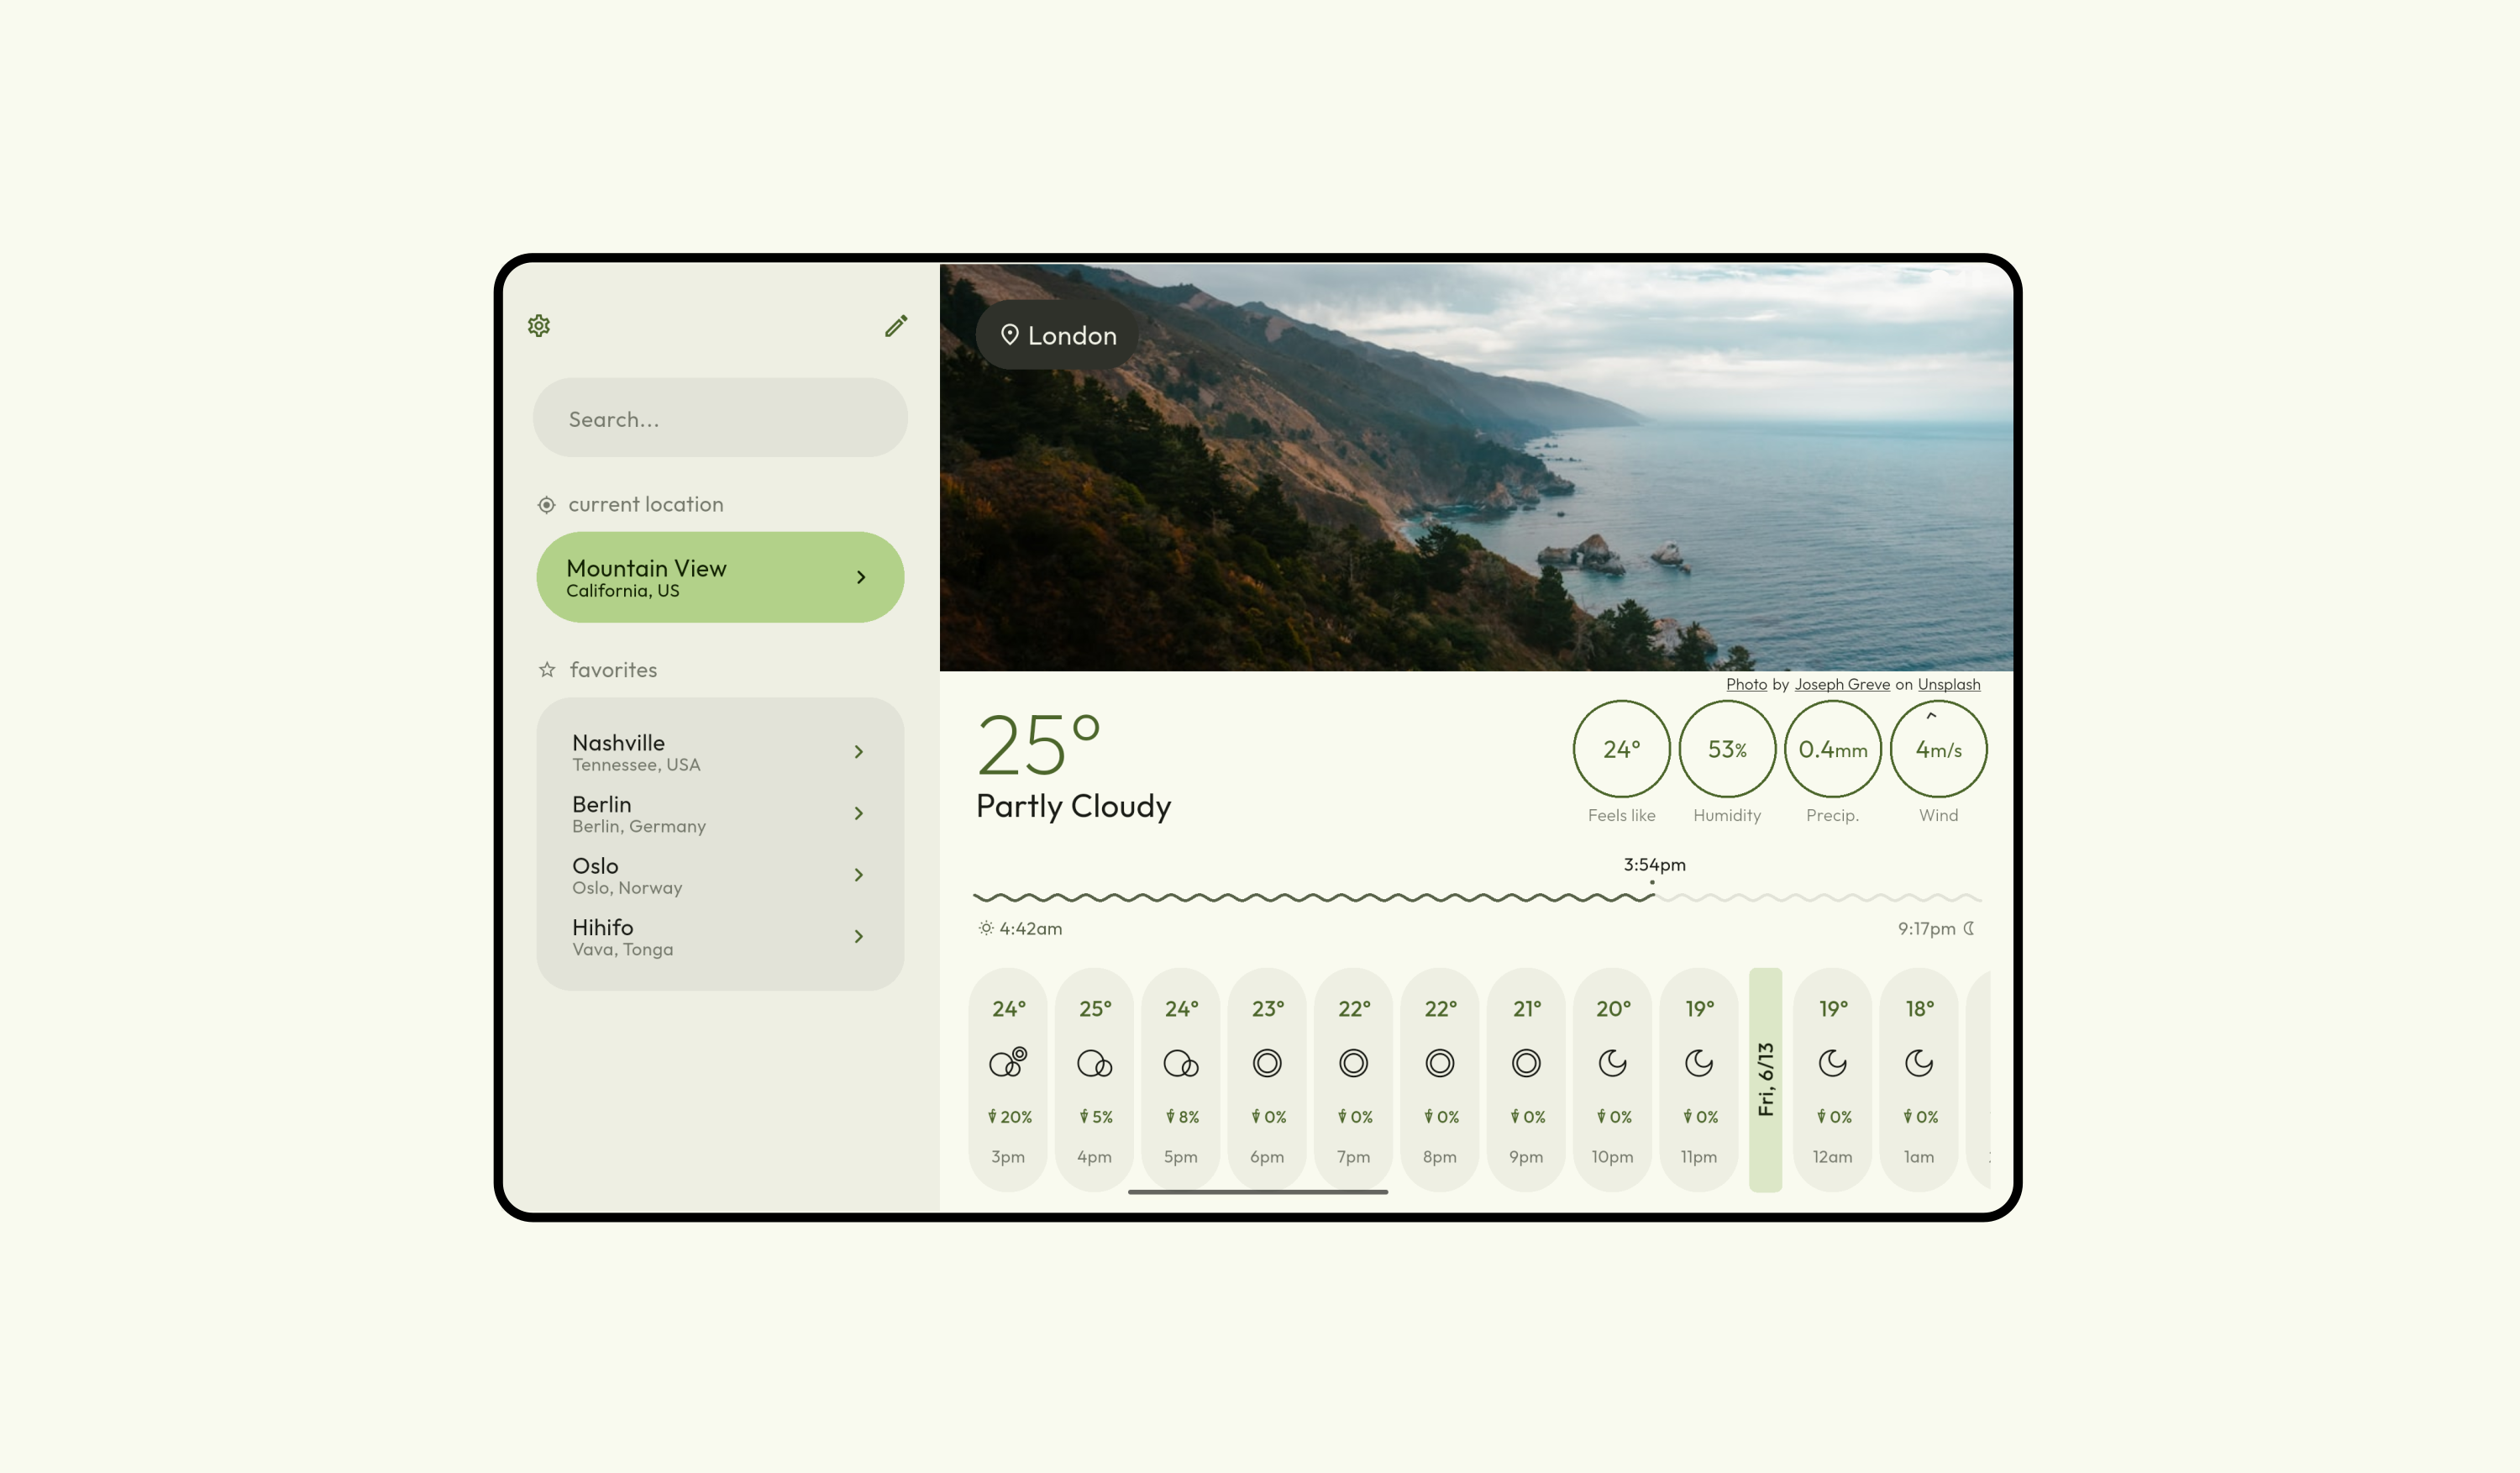 Search...
current location
Mountain View
California, US
favorites
Nashville
Tennessee, USA
Berlin
Berlin, Germany
Oslo
Oslo, Norway
Hihifo
Vava, Tonga
London
Photo by Joseph Greve on Unsplash
25°
Partly Cloudy
24° 53% 0.4mm 4m/s
Feels like Humidity Precip. Wind
3:54pm
4:42am 9:17pm
24° 25° 24° 23° 22° 22° 21° 20° 19° 19° 18°
20% 5% 8% 0% 0% 0% 0% 0% 0% 0% 0%
3pm 4pm 5pm 6pm 7pm 8pm 9pm 10pm 11pm 12am 1am
Fri, 6/13